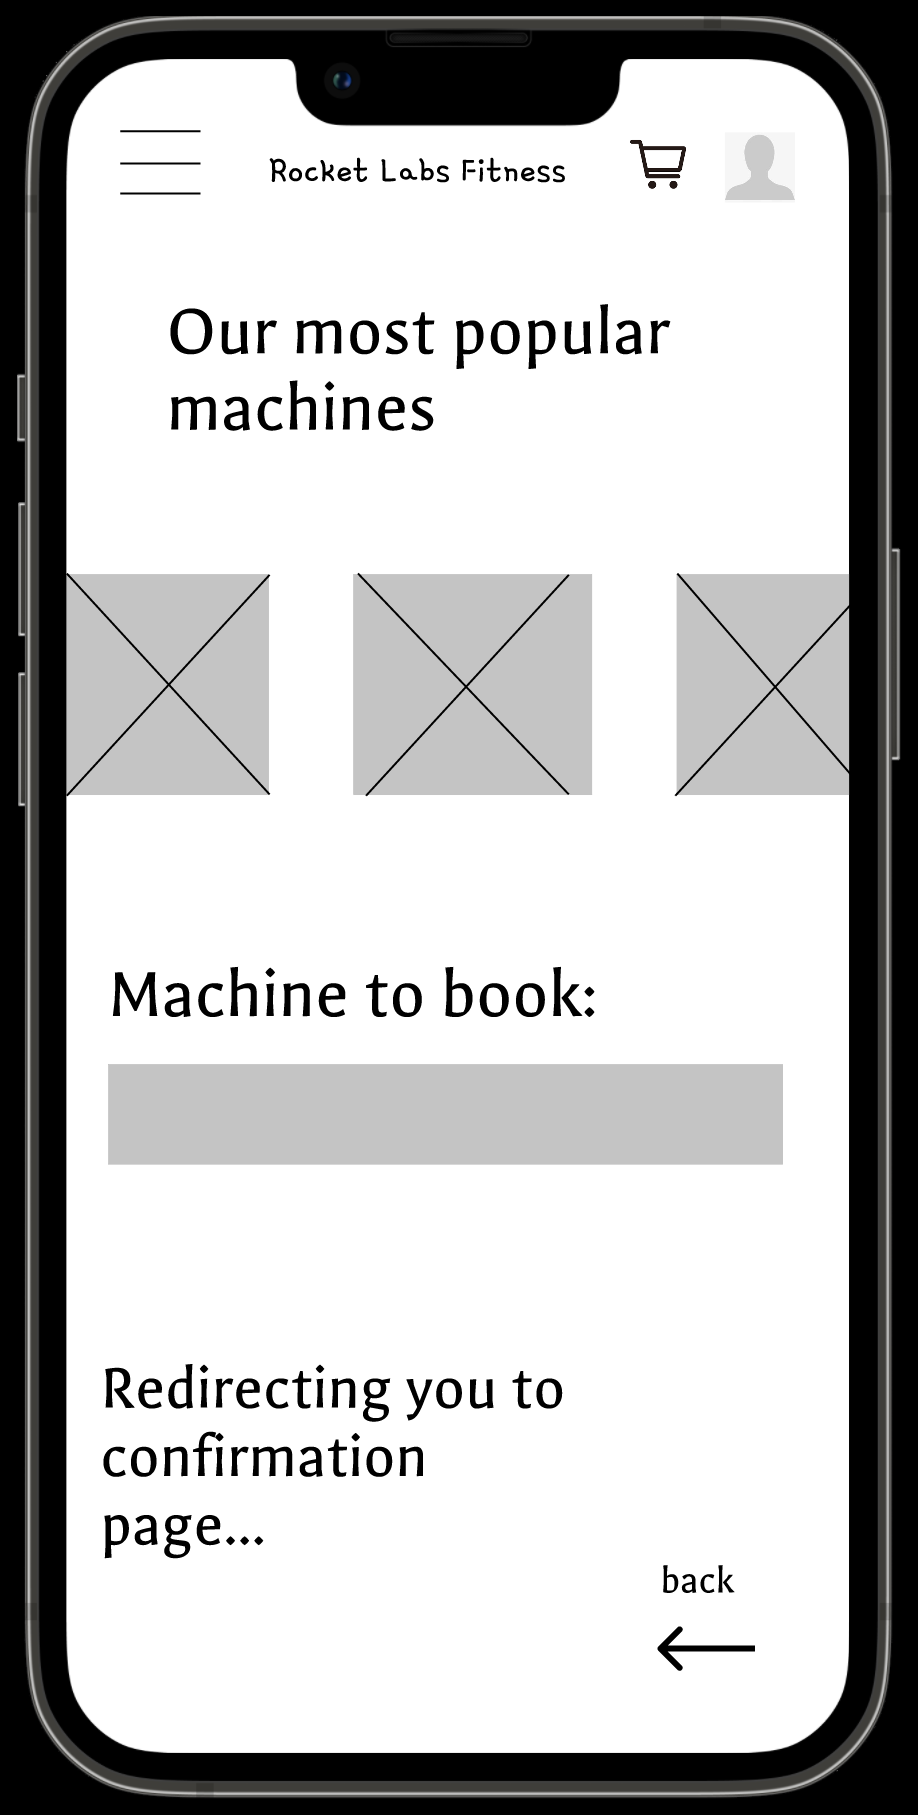 Rocket Labs Fitness
Our most popular
machines
Machine to book:
Redirecting you to
confirmation
page...
back